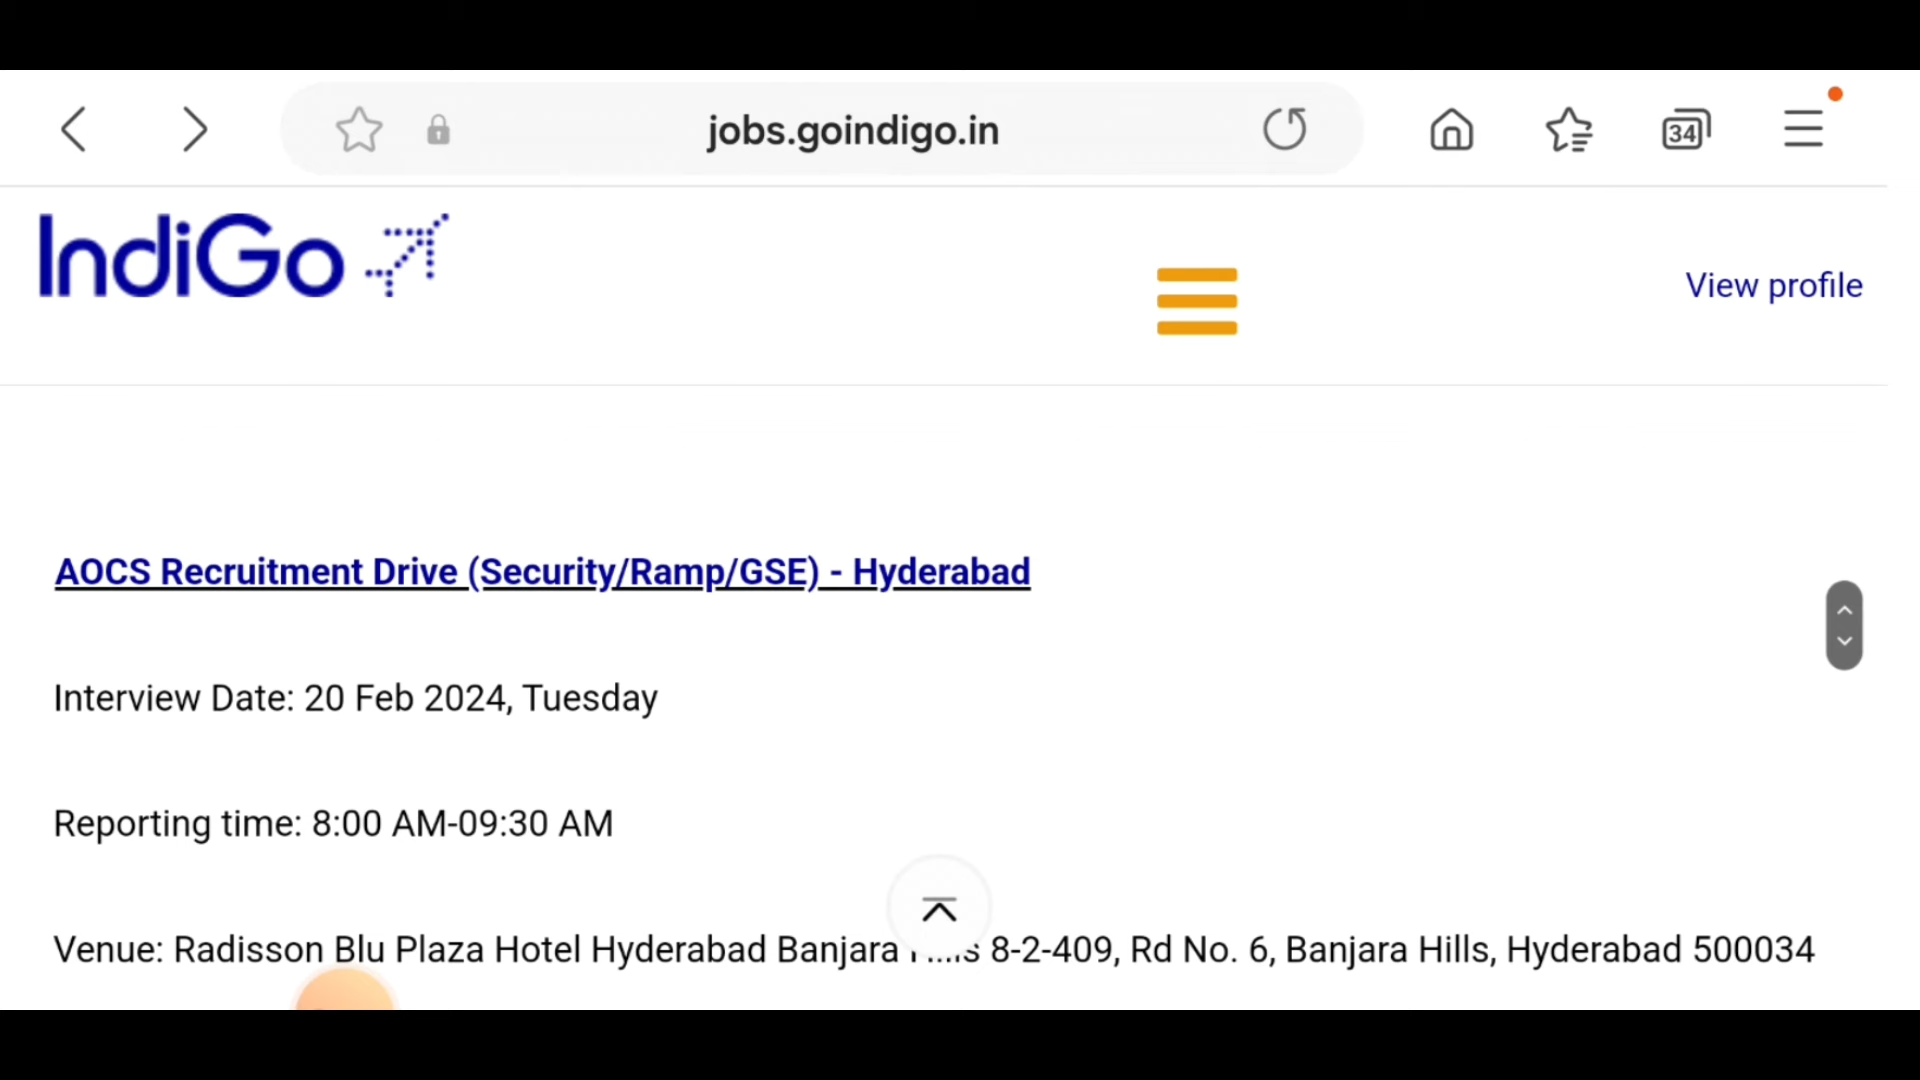 jobs.goindigo.in
34
IndiGo
View profile
AOCS Recruitment Drive (Security/Ramp/GSE) - Hyderabad
Interview Date: 20 Feb 2024, Tuesday
Reporting time: 8:00 AM-09:30 AM
Venue: Radisson Blu Plaza Hotel Hyderabad Banjara 8-2-409, Rd No. 6, Banjara Hills, Hyderabad 500034